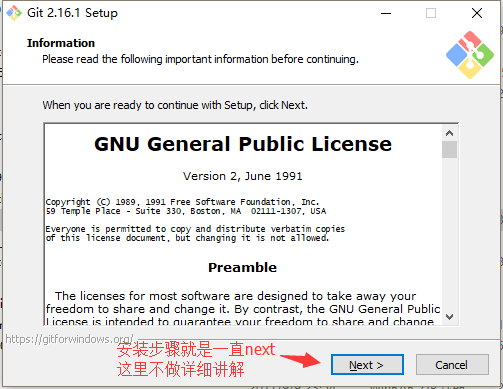 Git 2.16.1 Setup
Information
Please read the following important information before continuing.
When you are ready to continue with Setup, click Next.
GNU General Public License
Version 2, June 1991
Copyright (C) 1989, 1991 Free Software Foundation, Inc.
59 Temple Place - Suite 330, Boston, MA  02111-1307, USA
Everyone is permitted to copy and distribute verbatim copies
of this license document, but changing it is not allowed.
Preamble
The licenses for most software are designed to take away your
freedom to share and change it. By contrast, the GNU General Public
License is intended to guarantee your freedom to share and change
https://gitforwindows.org/
安装步骤就是一直next
这里不做详细讲解
Next >
Cancel